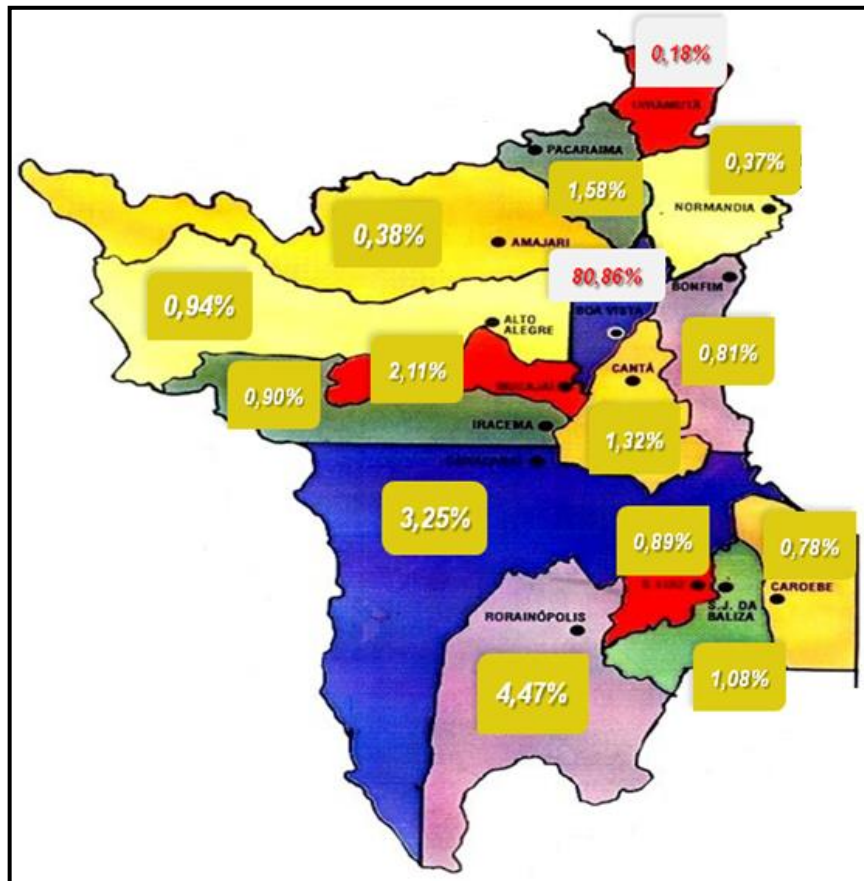 0,18%
UIRAMUTÃ
PACARAIMA
0,37%
1,58%
NORMANDIA
0,38%
AMAJARI
80,86%
BONFIM
BOA VISTA
0,94%
ALTO
ALEGRE
0,81%
2,11%
CANTÁ
0,90%
MUCAJAÍ
IRACEMA
1,32%
3,25%
0,89%
0,78%
CAROEBE
S.J. DA
BALIZA
RORAINÓPOLIS
4,47%
1,08%